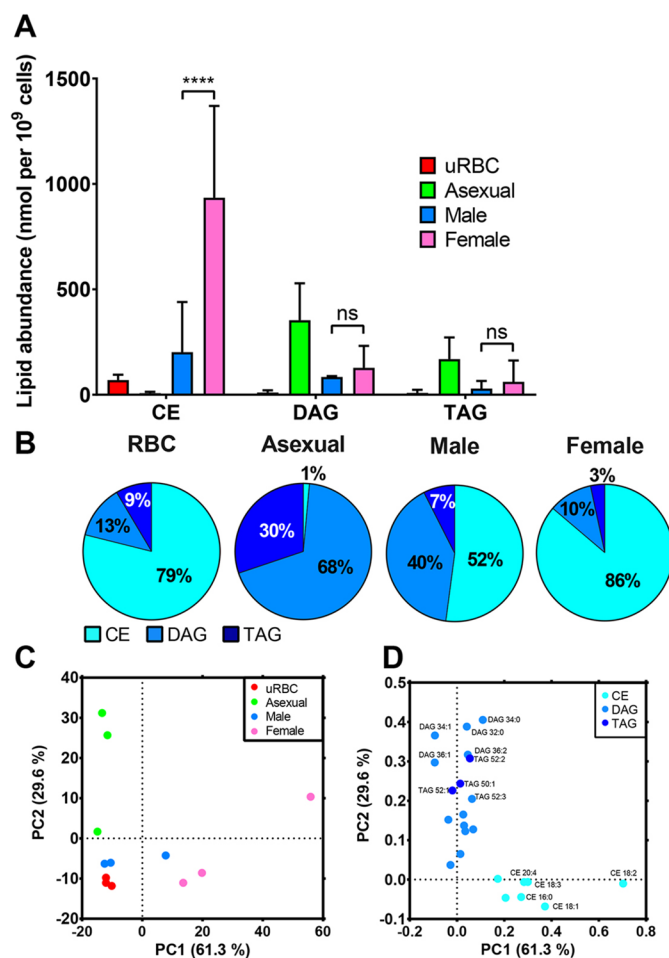 A
Lipid abundance (nmol per 10⁹ cells)
1500
1000
500
0
****
ns
ns
uRBC
Asexual
Male
Female
CE DAG TAG
B
RBC Asexual Male Female
9%
13%
79%
1%
30%
68%
7%
40%
52%
3%
10%
86%
CE DAG TAG
C
PC2 (29.6 %)
40
30
20
10
0
-10
-20
uRBC
Asexual
Male
Female
-20 0 20 40 60
PC1 (61.3 %)
D
PC2 (29.6 %)
0.5
0.4
0.3
0.2
0.1
0.0
-0.1
CE
DAG
TAG
DAG 34:0
DAG 34:1
DAG 32:0
DAG 36:2
DAG 36:1
TAG 52:2
TAG 50:1
TAG 52:1
TAG 52:3
CE 20:4
CE 18:2
CE 18:3
CE 16:0
CE 18:1
-0.2 0.0 0.2 0.4 0.6 0.8
PC1 (61.3 %)